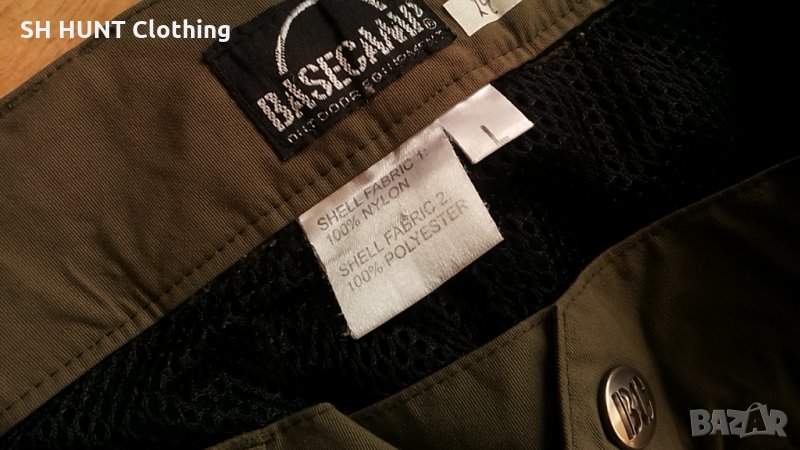 SH HUNT Clothing
BASECAMP®
OUTDOOR EQUIPMENT
L
SHELL FABRIC 1:
100% NYLON
SHELL FABRIC 2:
100% POLYESTER
BC
BAZAR